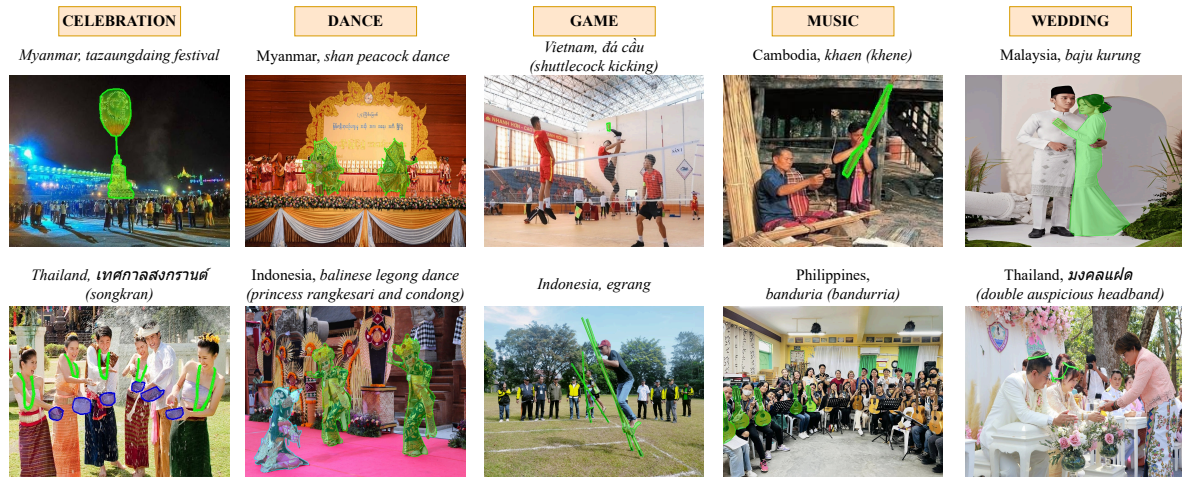 CELEBRATION
DANCE
GAME
MUSIC
WEDDING
Myanmar, tazaungdaing festival
Myanmar, shan peacock dance
Vietnam, đá cầu
(shuttlecock kicking)
Cambodia, khaen (khene)
Malaysia, baju kurung
Thailand, เทศกาลสงกรานต์
(songkran)
Indonesia, balinese legong dance
(princess rangkesari and condong)
Indonesia, egrang
Philippines,
banduria (bandurria)
Thailand, มงคลแฝด
(double auspicious headband)